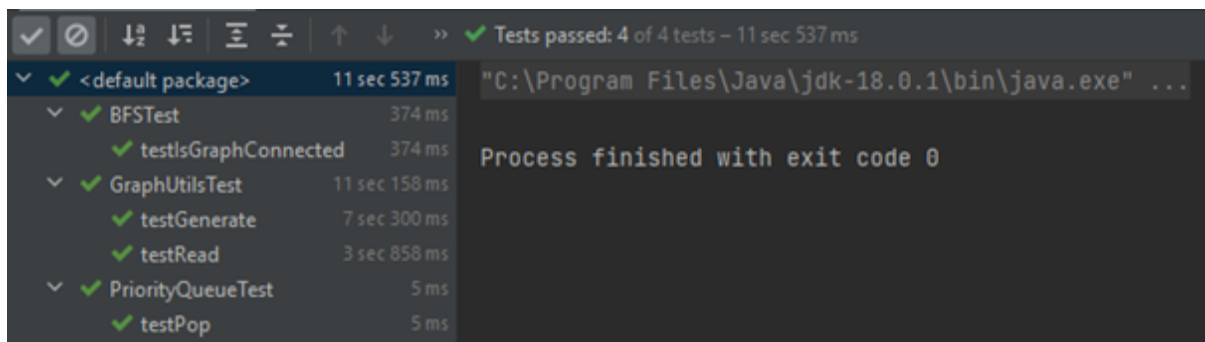 Tests passed: 4 of 4 tests – 11 sec 537 ms
<default package> 11 sec 537 ms
BFSTest 374 ms
testIsGraphConnected 374 ms
GraphUtilsTest 11 sec 158 ms
testGenerate 7 sec 300 ms
testRead 3 sec 858 ms
PriorityQueueTest 5 ms
testPop 5 ms
"C:\Program Files\Java\jdk-18.0.1\bin\java.exe" ...
Process finished with exit code 0